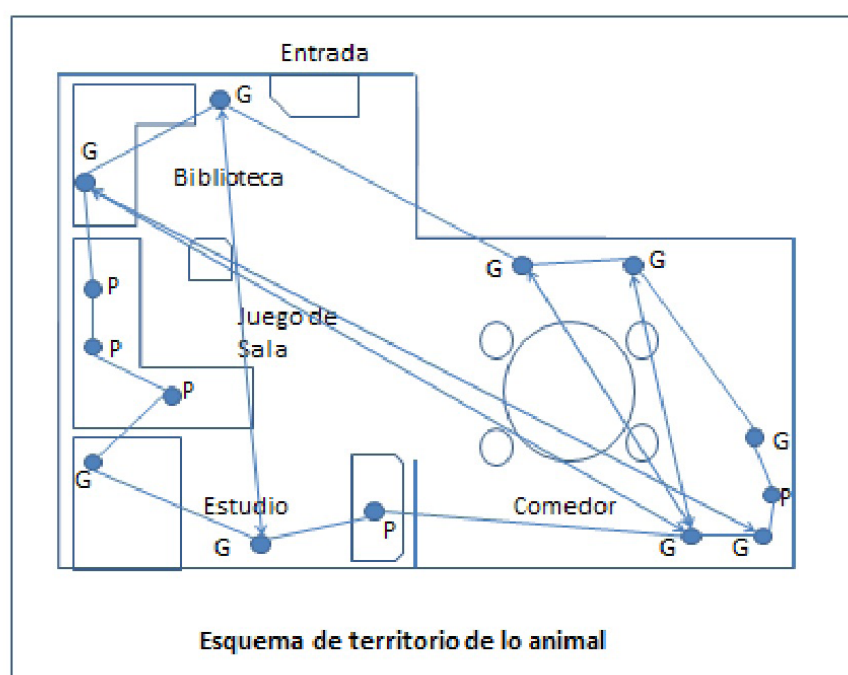 Entrada
G
G
Biblioteca
G
G
P
Juego de
Sala
P
P
G
G
Estudio
Comedor
P
P
G
G
G
Esquema de territorio de lo animal